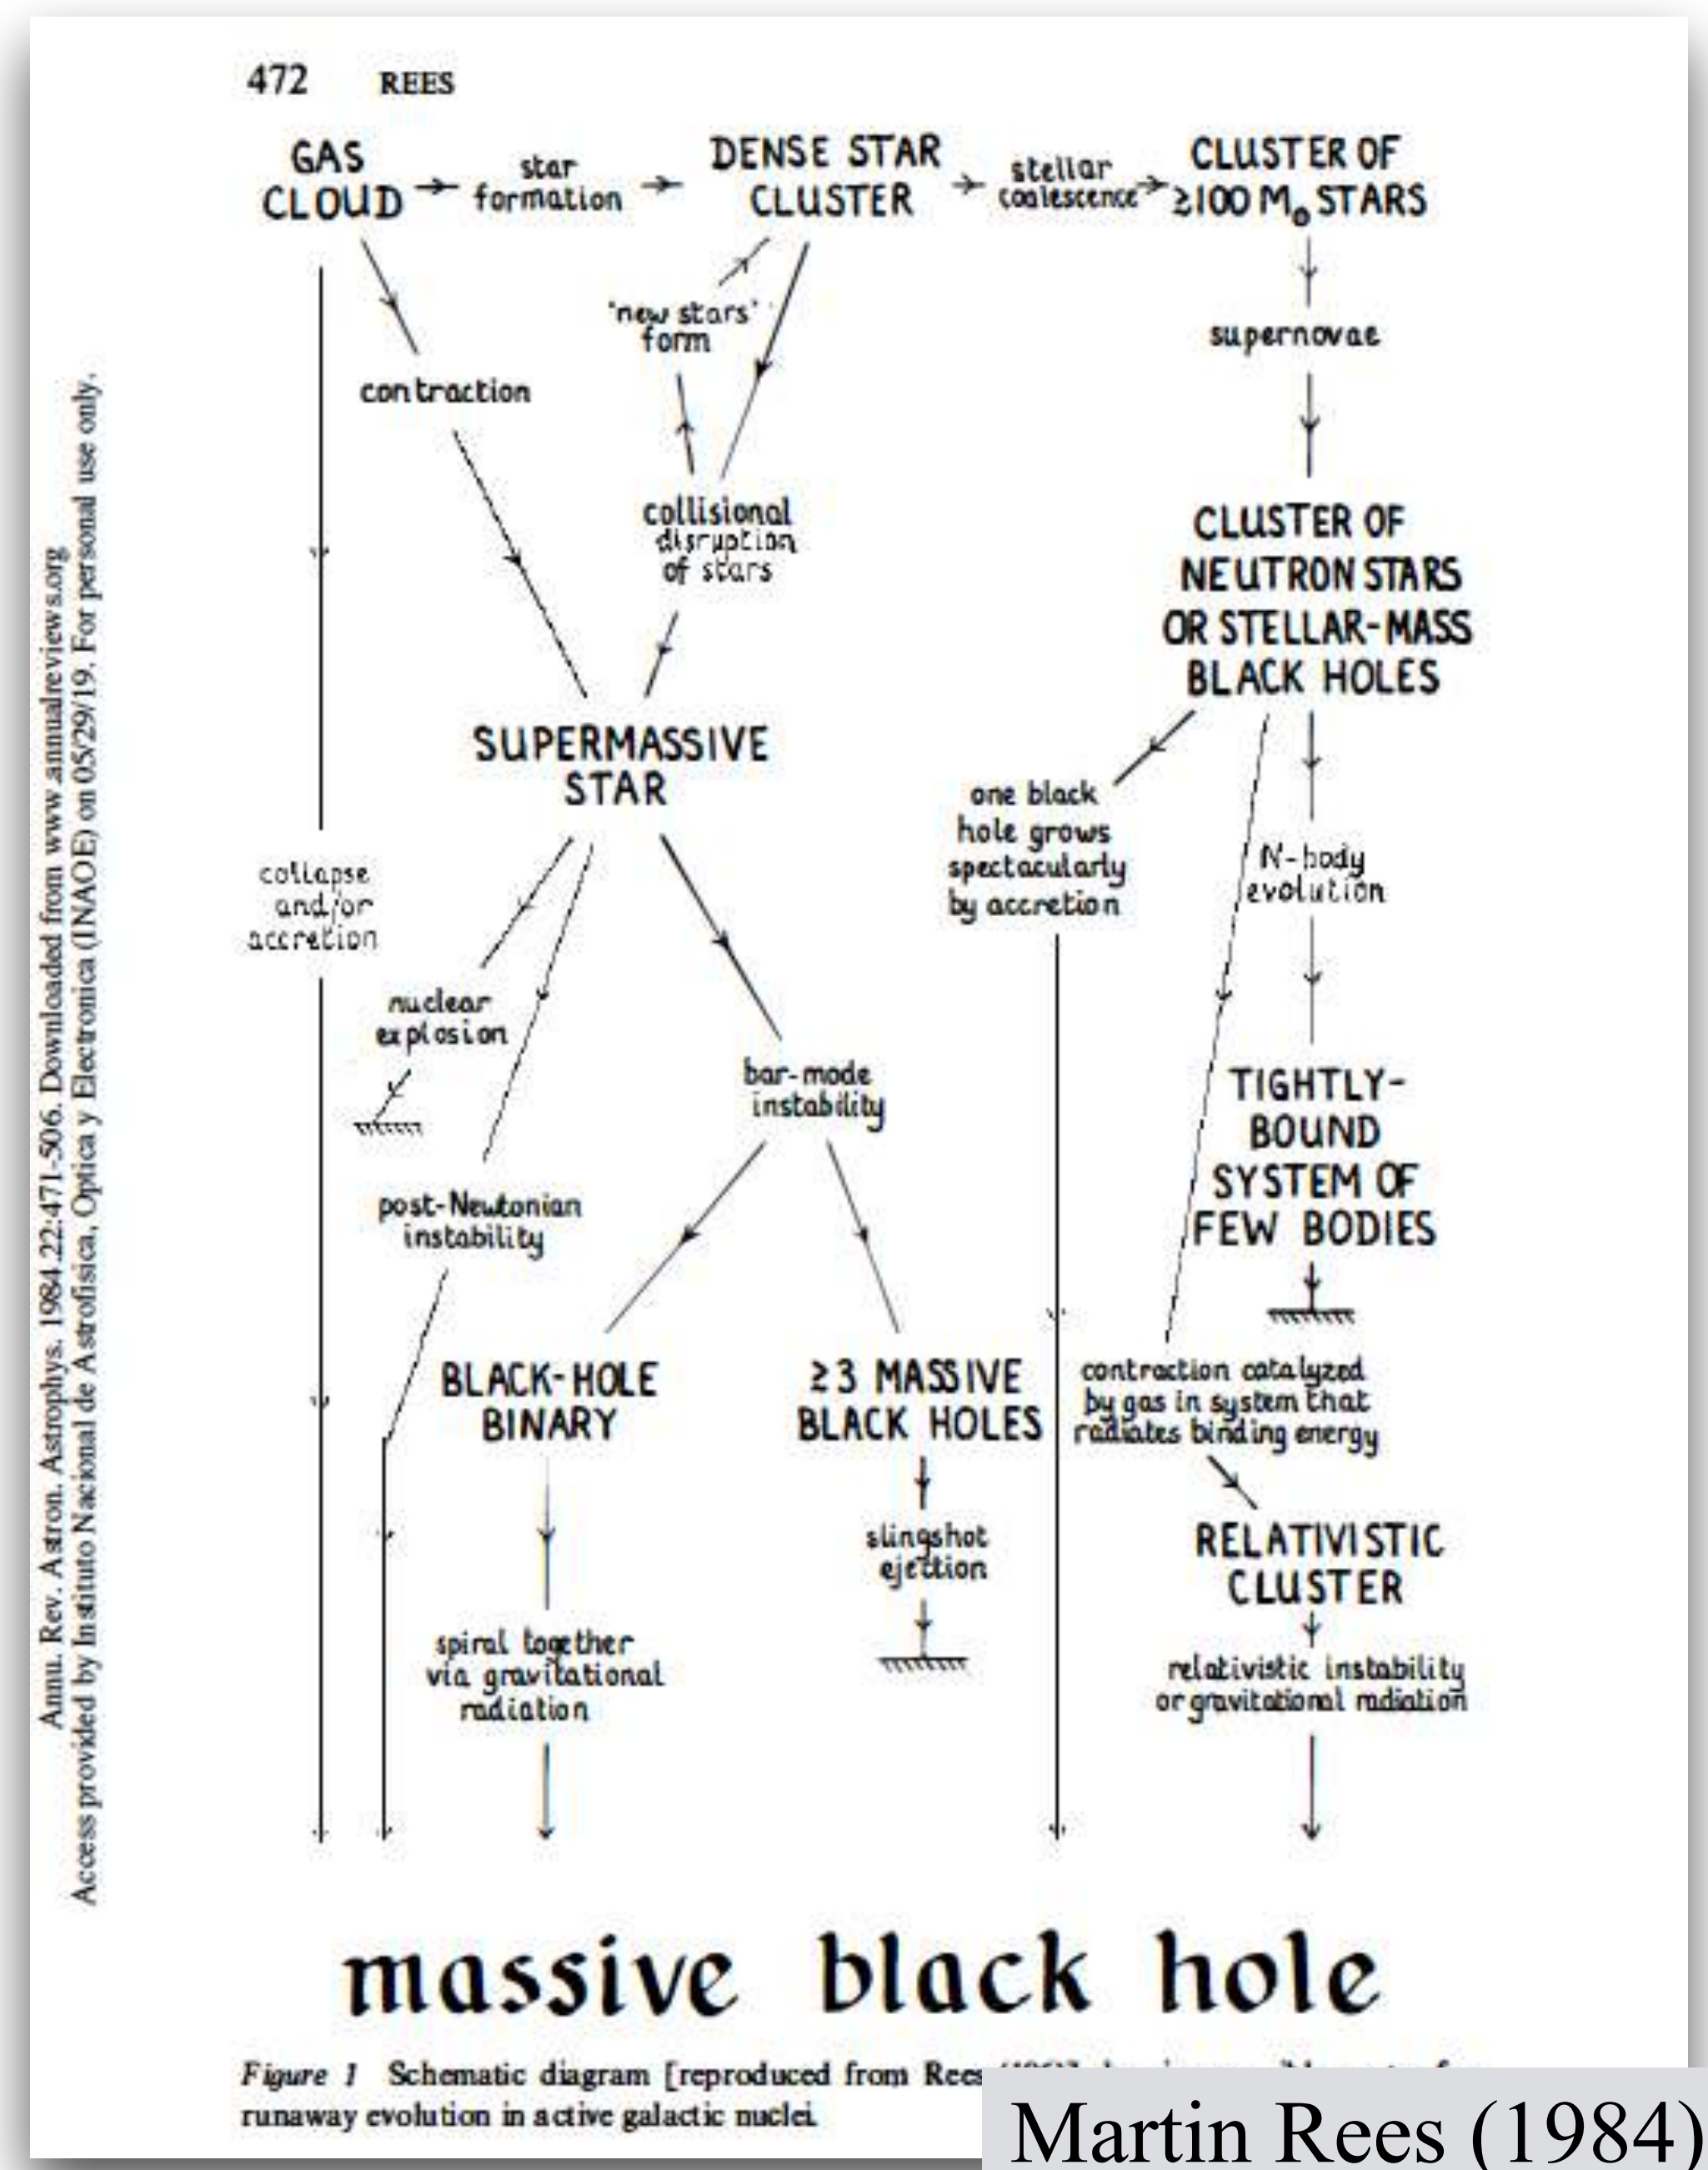 472 REES
GAS
CLOUD
star
formation
DENSE STAR
CLUSTER
stellar
coalescence
CLUSTER OF
≥100 M⊙ STARS
'new stars'
form
supernovae
contraction
collisional
disruption
of stars
CLUSTER OF
NEUTRON STARS
OR STELLAR-MASS
BLACK HOLES
SUPERMASSIVE
STAR
one black
hole grows
spectacularly
by accretion
N-body
evolution
collapse
and/or
accretion
nuclear
explosion
bar-mode
instability
TIGHTLY-
BOUND
SYSTEM OF
FEW BODIES
post-Newtonian
instability
BLACK-HOLE
BINARY
≥3 MASSIVE
BLACK HOLES
contraction catalyzed
by gas in system that
radiates binding energy
slingshot
ejection
RELATIVISTIC
CLUSTER
spiral together
via gravitational
radiation
relativistic instability
or gravitational radiation
massive black hole
Figure 1 Schematic diagram [reproduced from Rees
runaway evolution in active galactic nuclei.
Martin Rees (1984)
Annu. Rev. Astron. Astrophys. 1984.22:471-506. Downloaded from www.annualreviews.org
Access provided by Instituto Nacional de Astrofisica, Optica y Electronica (INAOE) on 05/29/19. For personal use only.